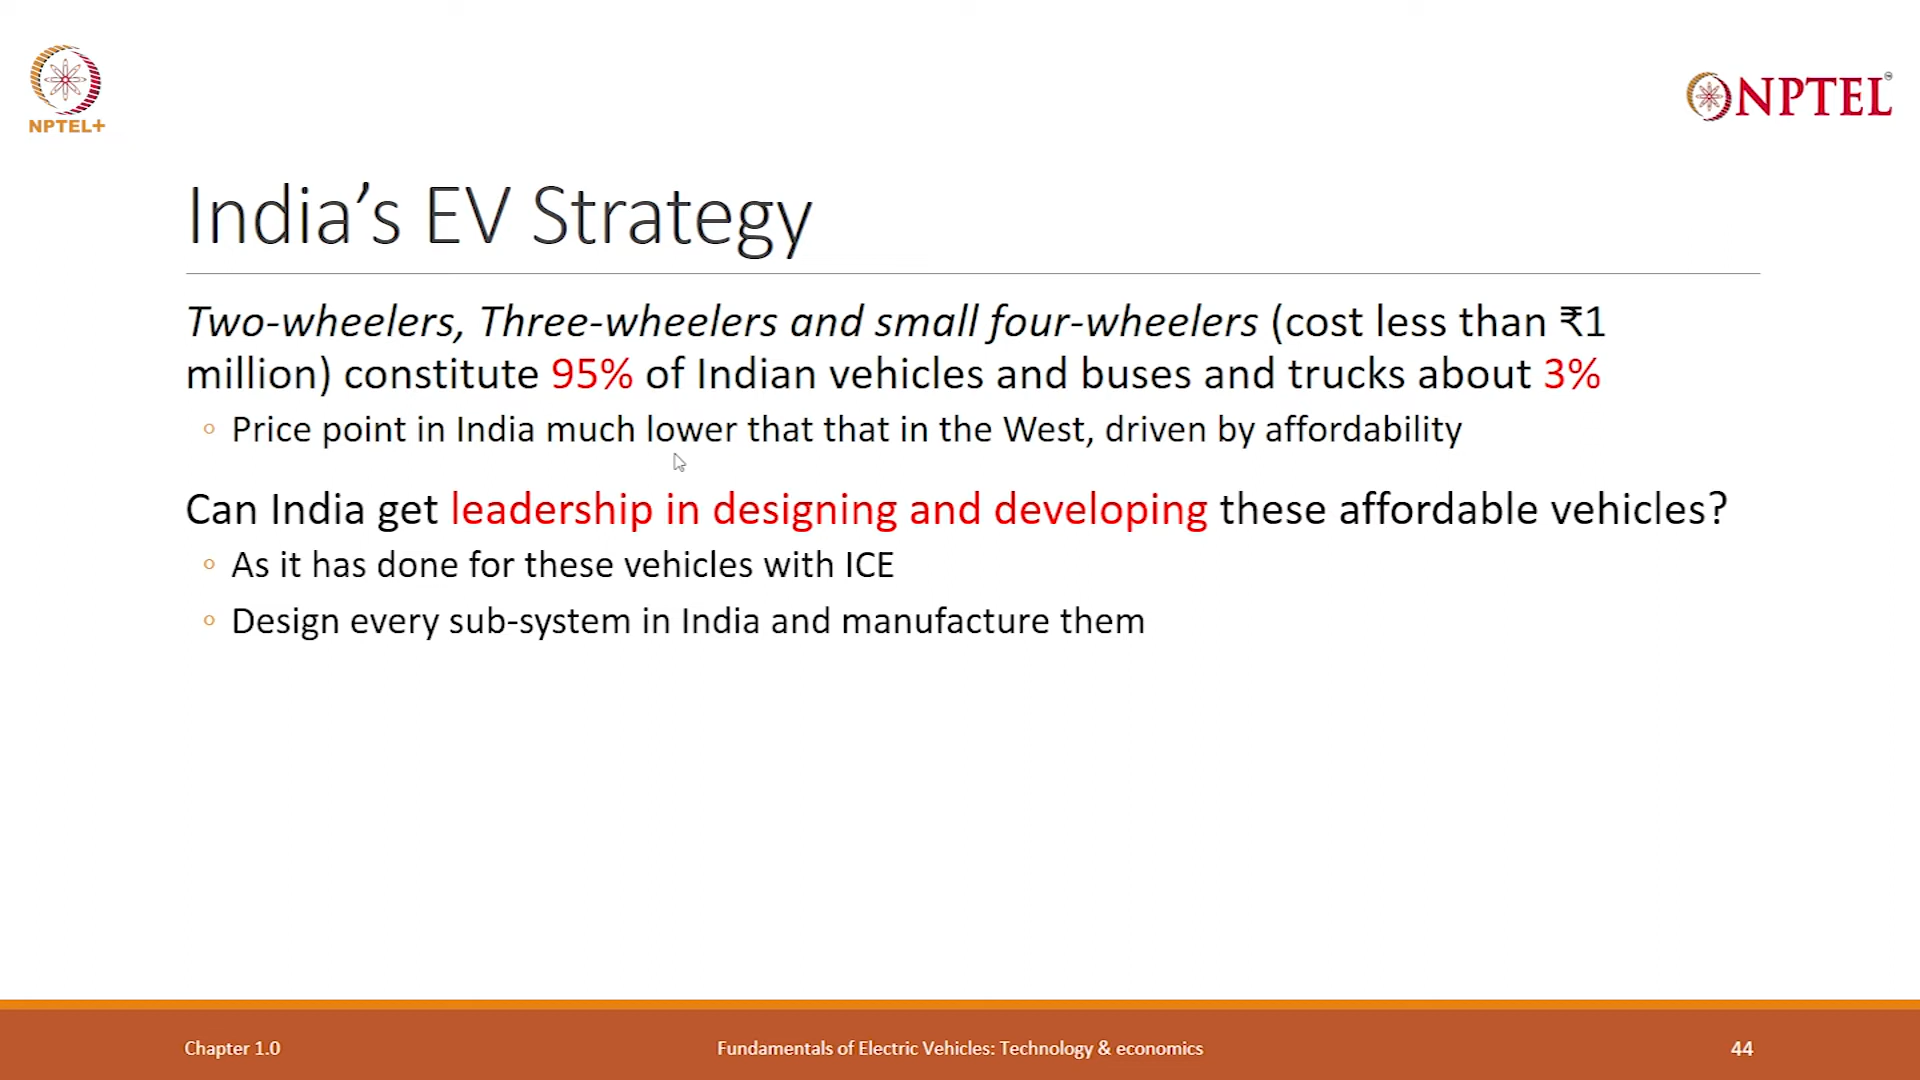 NPTEL+
NPTEL™
India’s EV Strategy
Two-wheelers, Three-wheelers and small four-wheelers (cost less than ₹1
million) constitute 95% of Indian vehicles and buses and trucks about 3%
◦ Price point in India much lower that that in the West, driven by affordability
Can India get leadership in designing and developing these affordable vehicles?
◦ As it has done for these vehicles with ICE
◦ Design every sub-system in India and manufacture them
Chapter 1.0
Fundamentals of Electric Vehicles: Technology & economics
44